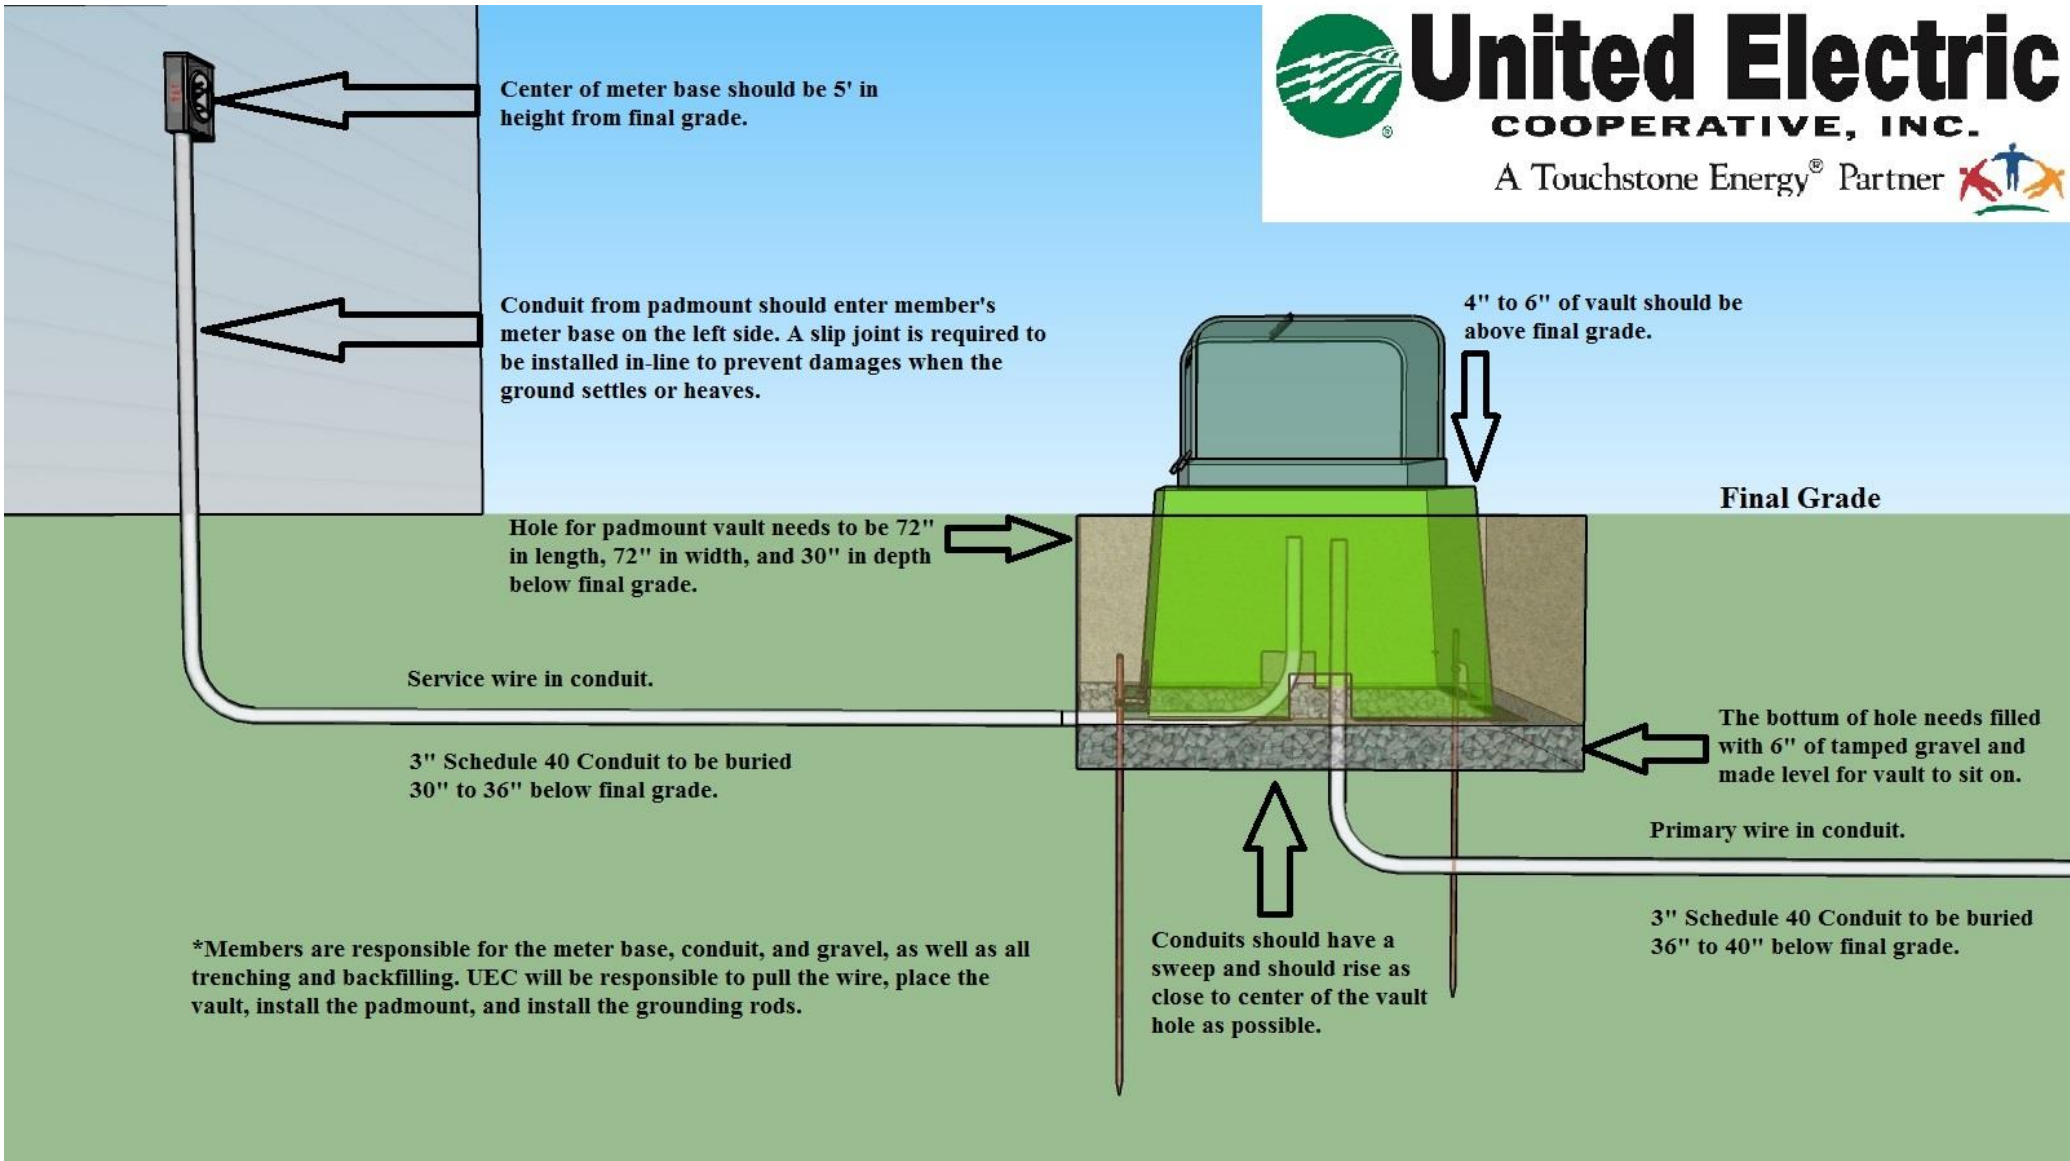 United Electric
COOPERATIVE, INC.
®
A Touchstone Energy® Partner
Center of meter base should be 5' in
height from final grade.
Conduit from padmount should enter member's
meter base on the left side. A slip joint is required to
be installed in-line to prevent damages when the
ground settles or heaves.
4" to 6" of vault should be
above final grade.
Final Grade
Hole for padmount vault needs to be 72"
in length, 72" in width, and 30" in depth
below final grade.
Service wire in conduit.
3" Schedule 40 Conduit to be buried
30" to 36" below final grade.
The bottum of hole needs filled
with 6" of tamped gravel and
made level for vault to sit on.
Primary wire in conduit.
3" Schedule 40 Conduit to be buried
36" to 40" below final grade.
Conduits should have a
sweep and should rise as
close to center of the vault
hole as possible.
*Members are responsible for the meter base, conduit, and gravel, as well as all
trenching and backfilling. UEC will be responsible to pull the wire, place the
vault, install the padmount, and install the grounding rods.